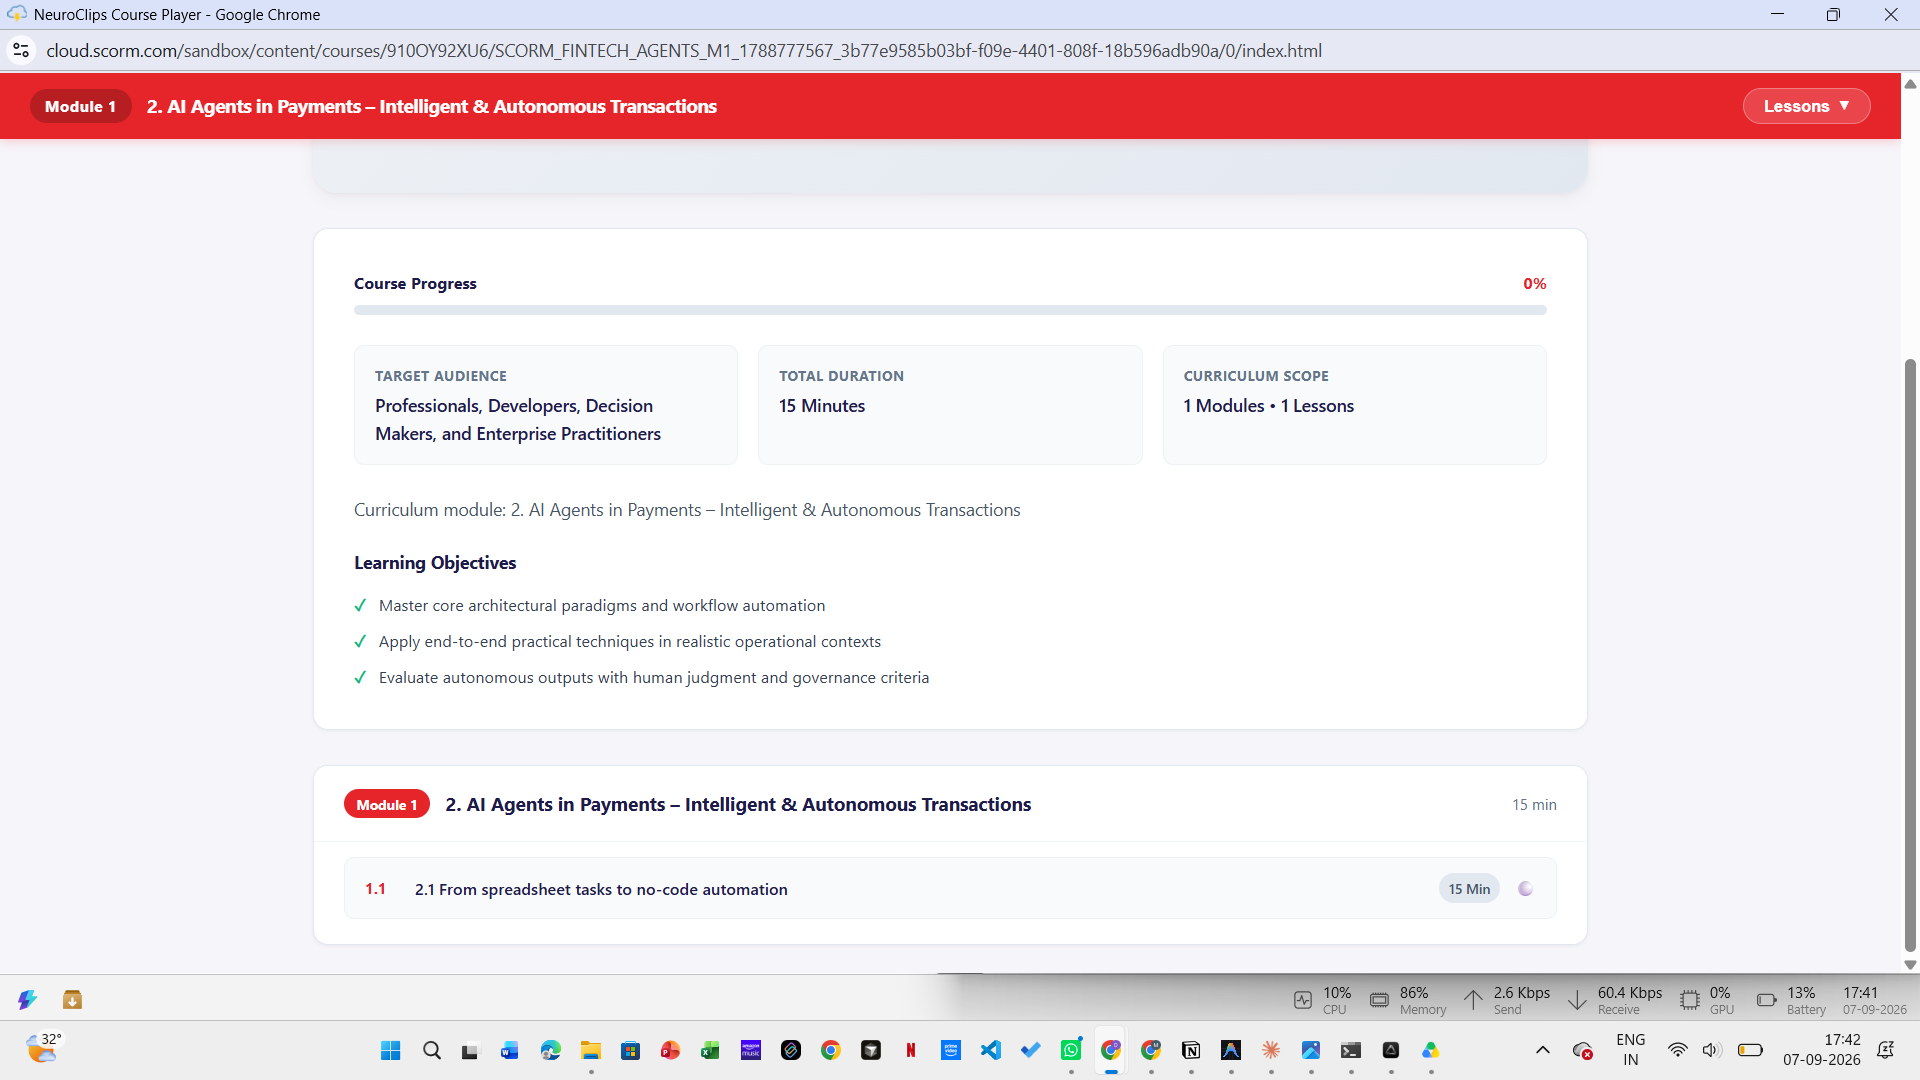 NeuroClips Course Player - Google Chrome
cloud.scorm.com/sandbox/content/courses/910OY92XU6/SCORM_FINTECH_AGENTS_M1_1788777567_3b77e9585b03bf-f09e-4401-808f-18b596adb90a/0/index.html
Module 1 2. AI Agents in Payments – Intelligent & Autonomous Transactions Lessons ▼
Course Progress 0%
TARGET AUDIENCE
Professionals, Developers, Decision
Makers, and Enterprise Practitioners
TOTAL DURATION
15 Minutes
CURRICULUM SCOPE
1 Modules • 1 Lessons
Curriculum module: 2. AI Agents in Payments – Intelligent & Autonomous Transactions
Learning Objectives
✓ Master core architectural paradigms and workflow automation
✓ Apply end-to-end practical techniques in realistic operational contexts
✓ Evaluate autonomous outputs with human judgment and governance criteria
Module 1 2. AI Agents in Payments – Intelligent & Autonomous Transactions 15 min
1.1 2.1 From spreadsheet tasks to no-code automation 15 Min
10% CPU
86% Memory
2.6 Kbps Send
60.4 Kbps Receive
0% GPU
13% Battery
17:41
07-09-2026
32°
ENG
IN
17:42
07-09-2026